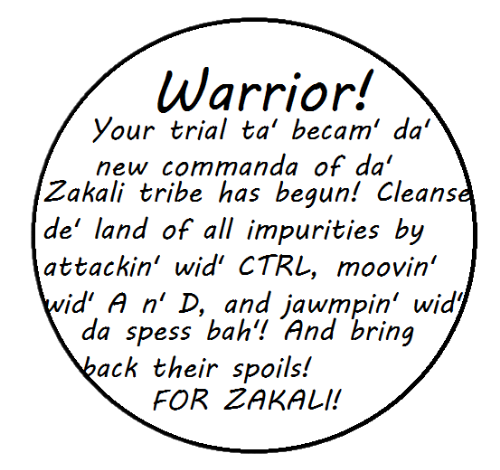 Warrior!
Your trial ta' becam' da'
new commanda of da'
Zakali tribe has begun! Cleanse
de' land of all impurities by
attackin' wid' CTRL, moovin'
wid' A n' D, and jawmpin' wid'
da spess bah'! And bring
back their spoils!
FOR ZAKALI!